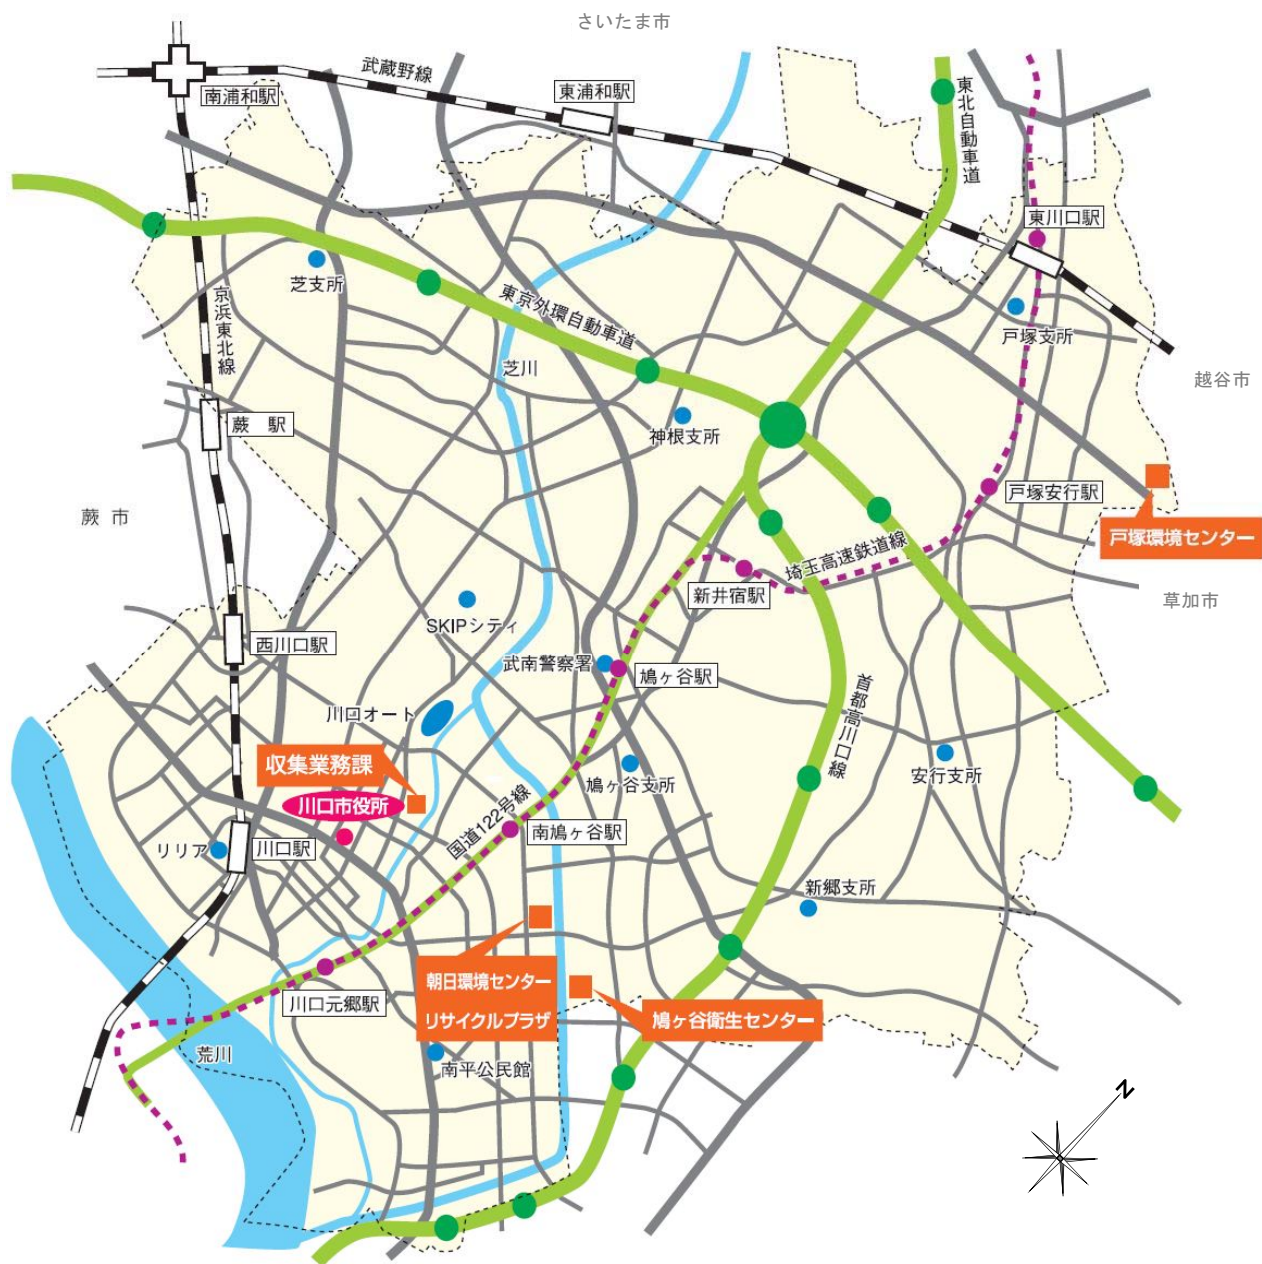 さいたま市
武蔵野線
南浦和駅
東浦和駅
東北自動車道
東川口駅
芝支所
京浜東北線
東京外環自動車道
戸塚支所
芝川
越谷市
蕨 駅
神根支所
蕨 市
戸塚安行駅
戸塚環境センター
埼玉高速鉄道線
新井宿駅
草加市
SKIPシティ
西川口駅
武南警察署
鳩ヶ谷駅
川口オート
首都高川口線
収集業務課
鳩ヶ谷支所
安行支所
川口市役所
国道122号線
南鳩ヶ谷駅
リリア
川口駅
新郷支所
朝日環境センター
リサイクルプラザ
川口元郷駅
鳩ヶ谷衛生センター
荒川
南平公民館
N